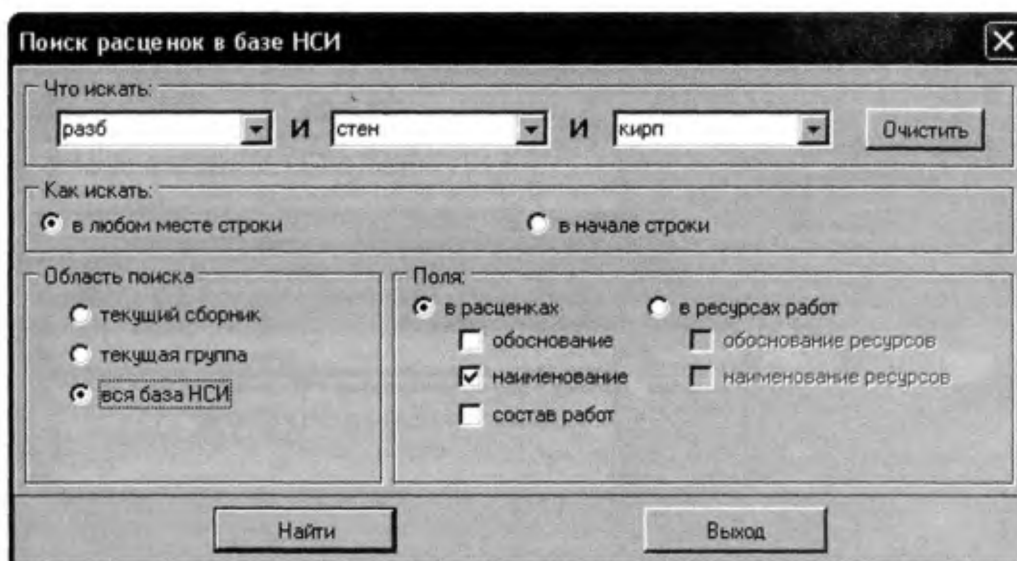 Поиск расценок в базе НСИ
Что искать:
разб И стен И кирп Очистить
Как искать:
в любом месте строки в начале строки
Область поиска Поля:
текущий сборник в расценках в ресурсах работ
обоснование обоснование ресурсов
текущая группа наименование наименование ресурсов
вся база НСИ
состав работ
Найти Выход